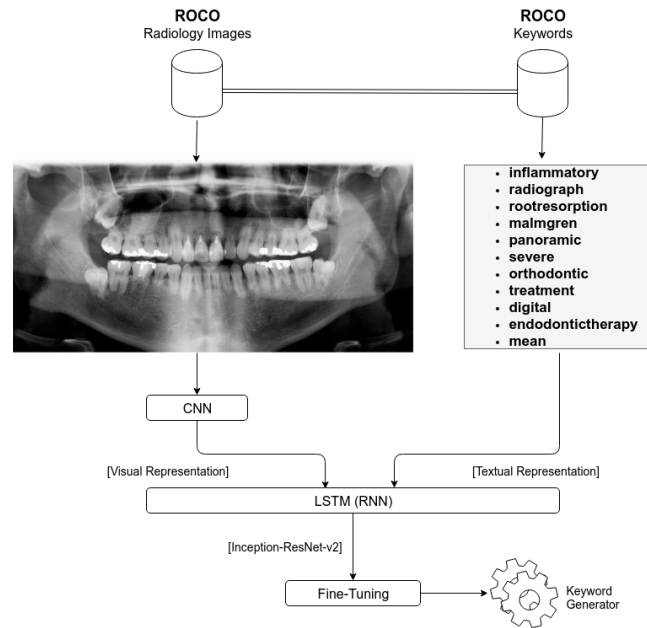 ROCO
Radiology Images
ROCO
Keywords
inflammatory
radiograph
rootresorption
malmgren
panoramic
severe
orthodontic
treatment
digital
endodontictherapy
mean
CNN
[Visual Representation]
[Textual Representation]
LSTM (RNN)
[Inception-ResNet-v2]
Fine-Tuning
Keyword
Generator